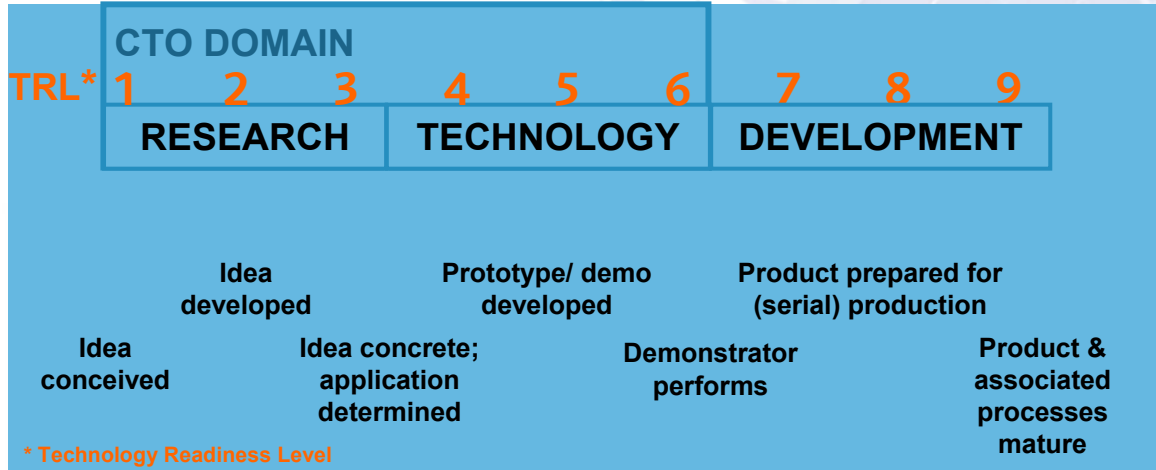 CTO DOMAIN
TRL* 1 2 3 4 5 6 7 8 9
RESEARCH TECHNOLOGY DEVELOPMENT
Idea
developed
Prototype/ demo
developed
Product prepared for
(serial) production
Idea
conceived
Idea concrete;
application
determined
Demonstrator
performs
Product &
associated
processes
mature
* Technology Readiness Level